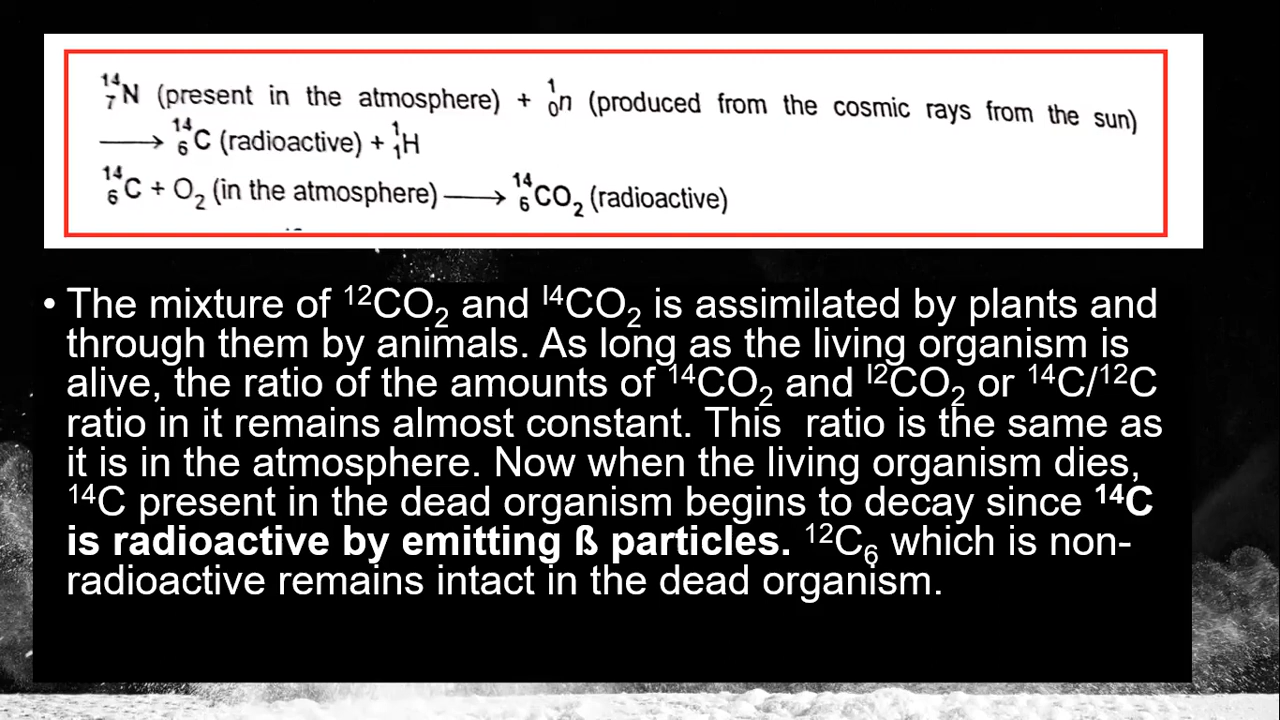 ¹⁴₇N (present in the atmosphere) + ¹₀n (produced from the cosmic rays from the sun)
⟶ ¹⁴₆C (radioactive) + ¹₁H
¹⁴₆C + O₂ (in the atmosphere) ⟶ ¹⁴₆CO₂ (radioactive)
• The mixture of ¹²CO₂ and ˡ⁴CO₂ is assimilated by plants and
through them by animals. As long as the living organism is
alive, the ratio of the amounts of ¹⁴CO₂ and ˡ²CO₂ or ¹⁴C/¹²C
ratio in it remains almost constant. This ratio is the same as
it is in the atmosphere. Now when the living organism dies,
¹⁴C present in the dead organism begins to decay since ¹⁴C
is radioactive by emitting ß particles. ¹²C₆ which is non-
radioactive remains intact in the dead organism.